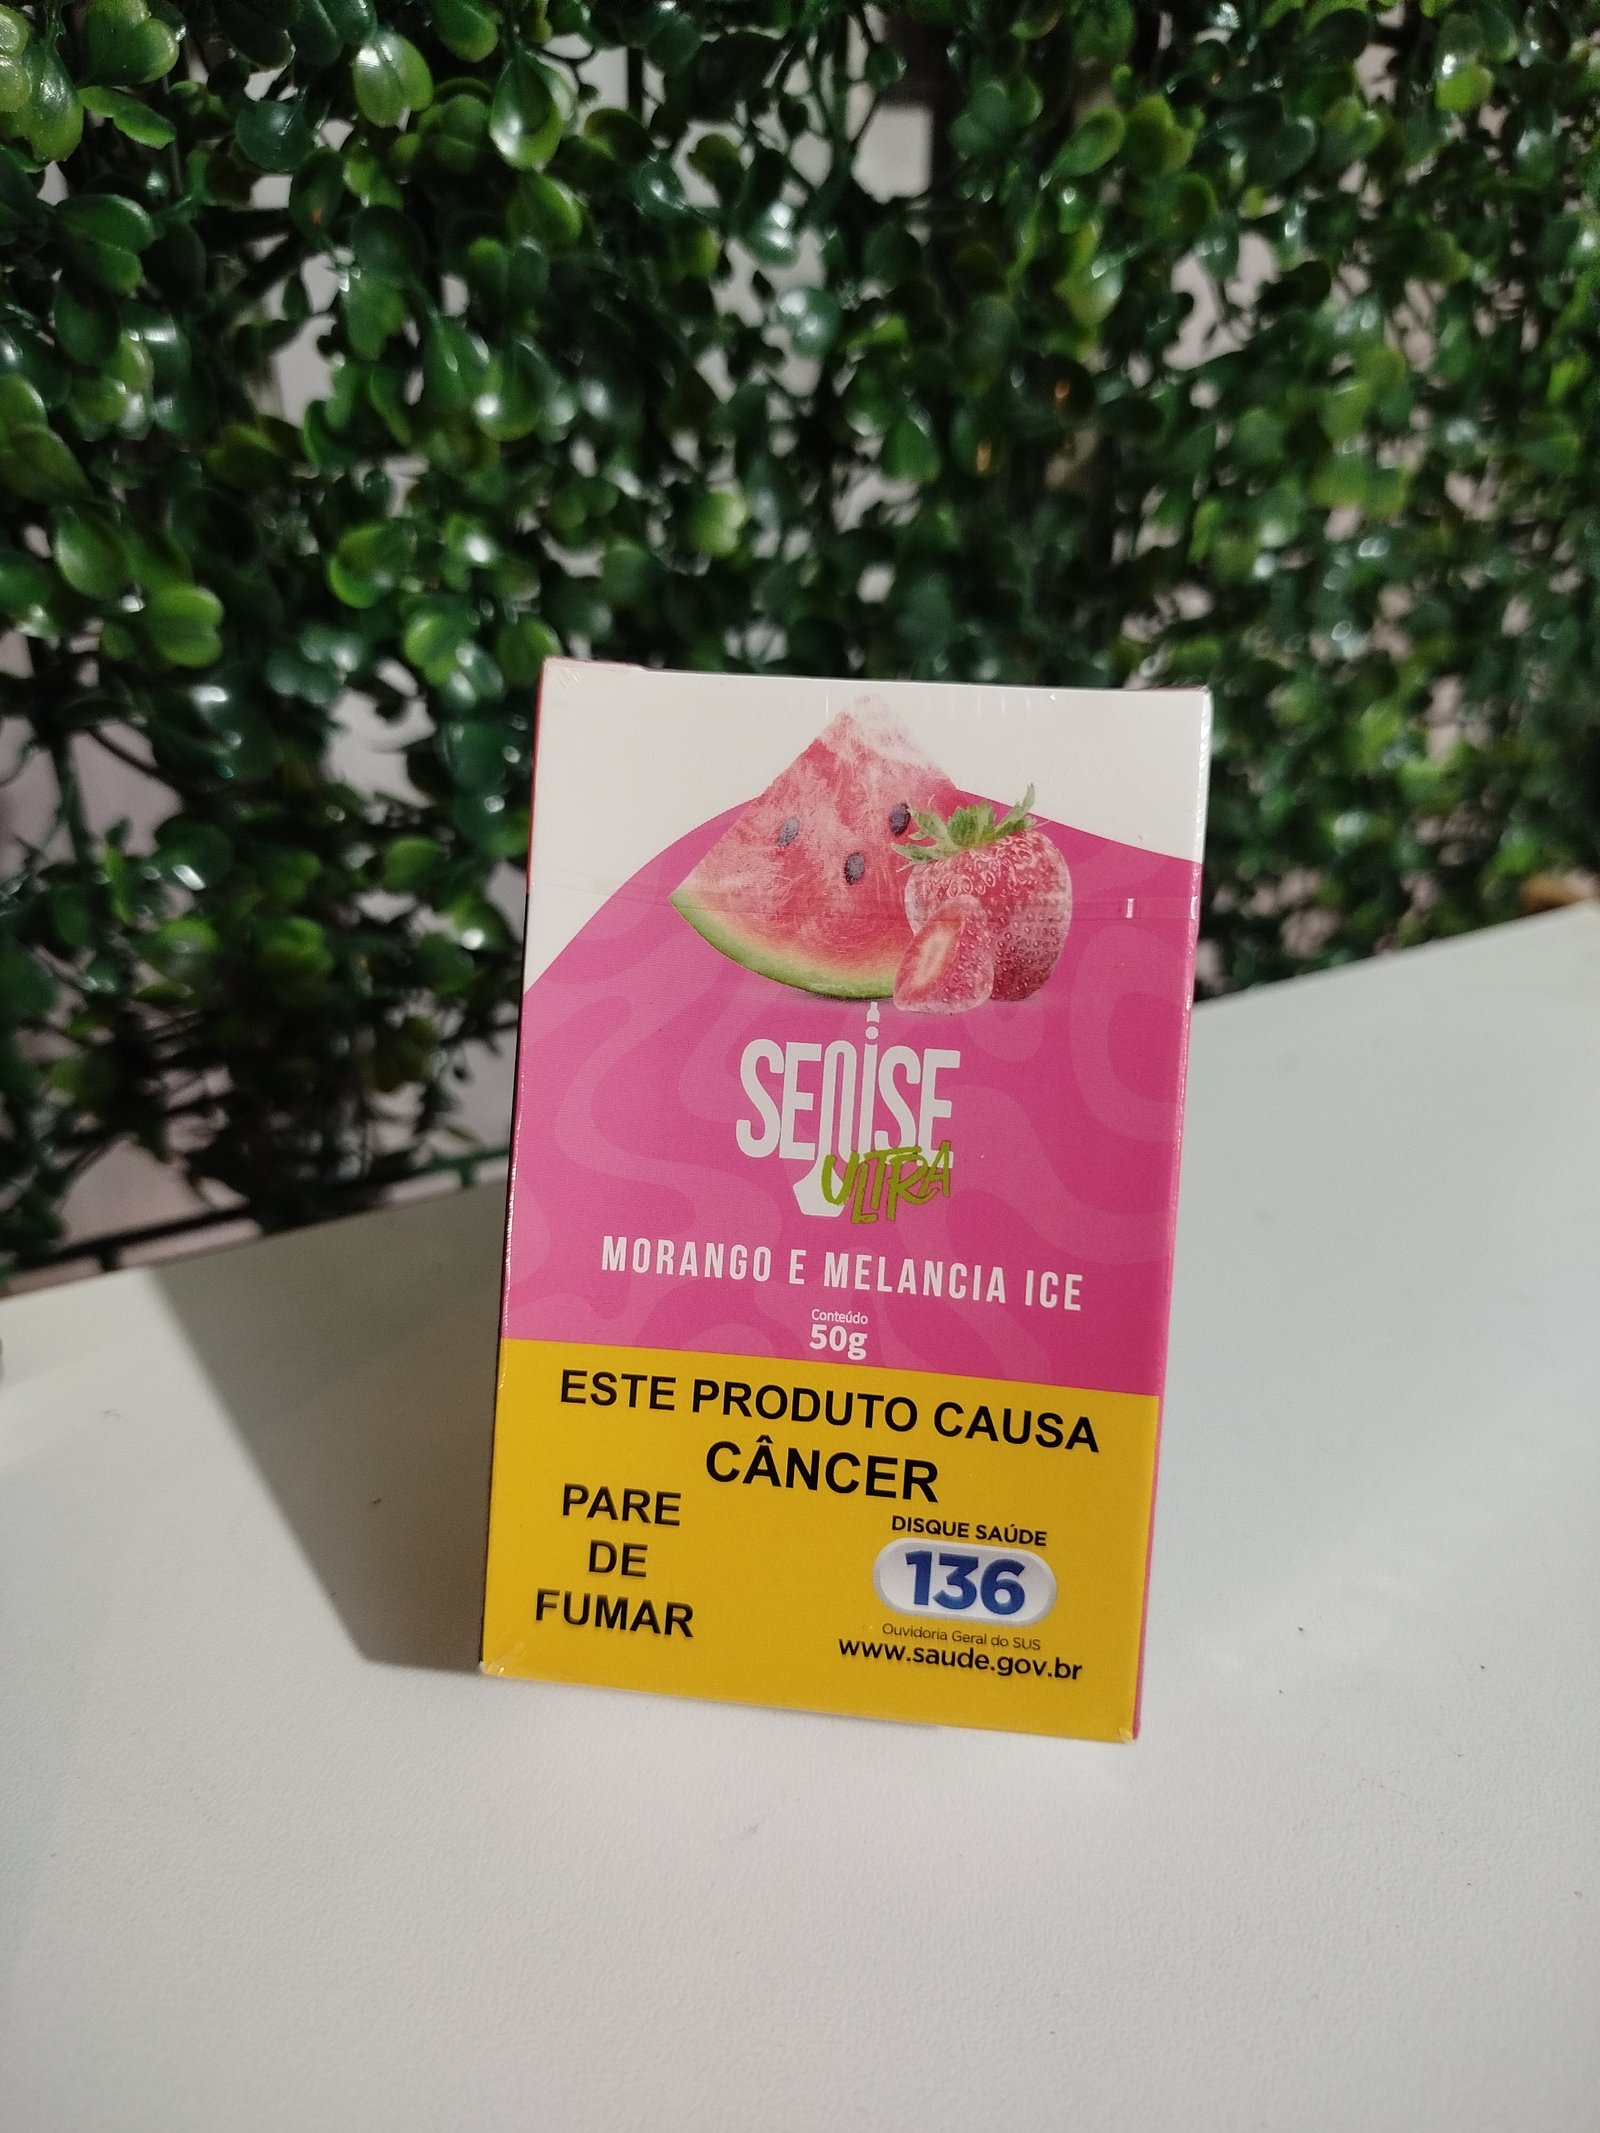 SENISE
ULTRA
MORANGO E MELANCIA ICE
Conteúdo
50g
ESTE PRODUTO CAUSA
CÂNCER
PARE
DE
FUMAR
DISQUE SAÚDE
136
Ouvidoria Geral do SUS
www.saude.gov.br